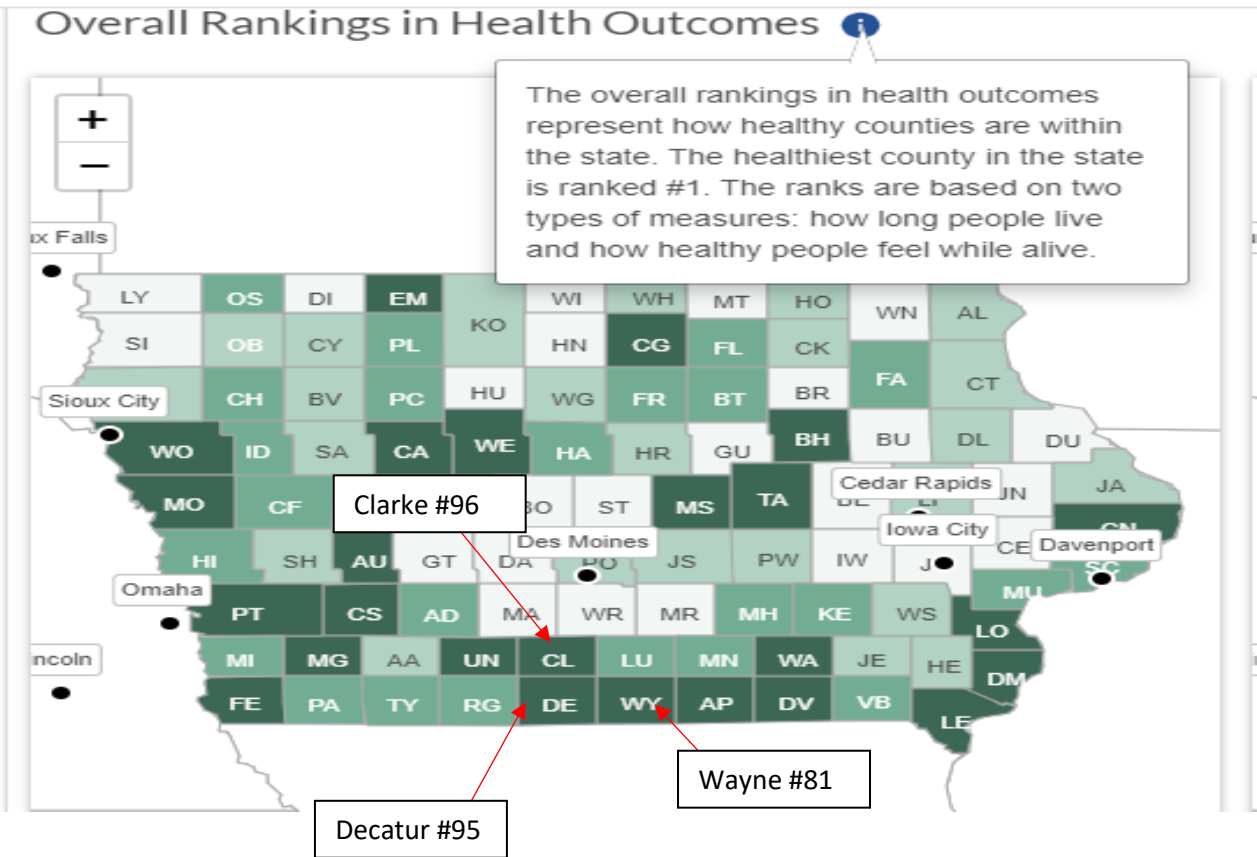 Overall Rankings in Health Outcomes i
The overall rankings in health outcomes
represent how healthy counties are within
the state. The healthiest county in the state
is ranked #1. The ranks are based on two
types of measures: how long people live
and how healthy people feel while alive.
+
−
Falls
LY OS DI EM WI WH MT HO WN AL
KO
SI OB CY PL HN CG FL CK
FA CT
Sioux City CH BV PC HU WG FR BT BR
WO ID SA CA WE HA HR GU BH BU DL DU
Cedar Rapids
MO CF Clarke #96 ST MS TA JA
Iowa City
Des Moines Davenport
HI SH AU GT DA PO JS PW IW CE CN SC
Omaha
PT CS AD MA WR MR MH KE WS MU LO
MI MG AA UN CL LU MN WA JE HE DM
FE PA TY RG DE WY AP DV VB LE
Wayne #81
Decatur #95